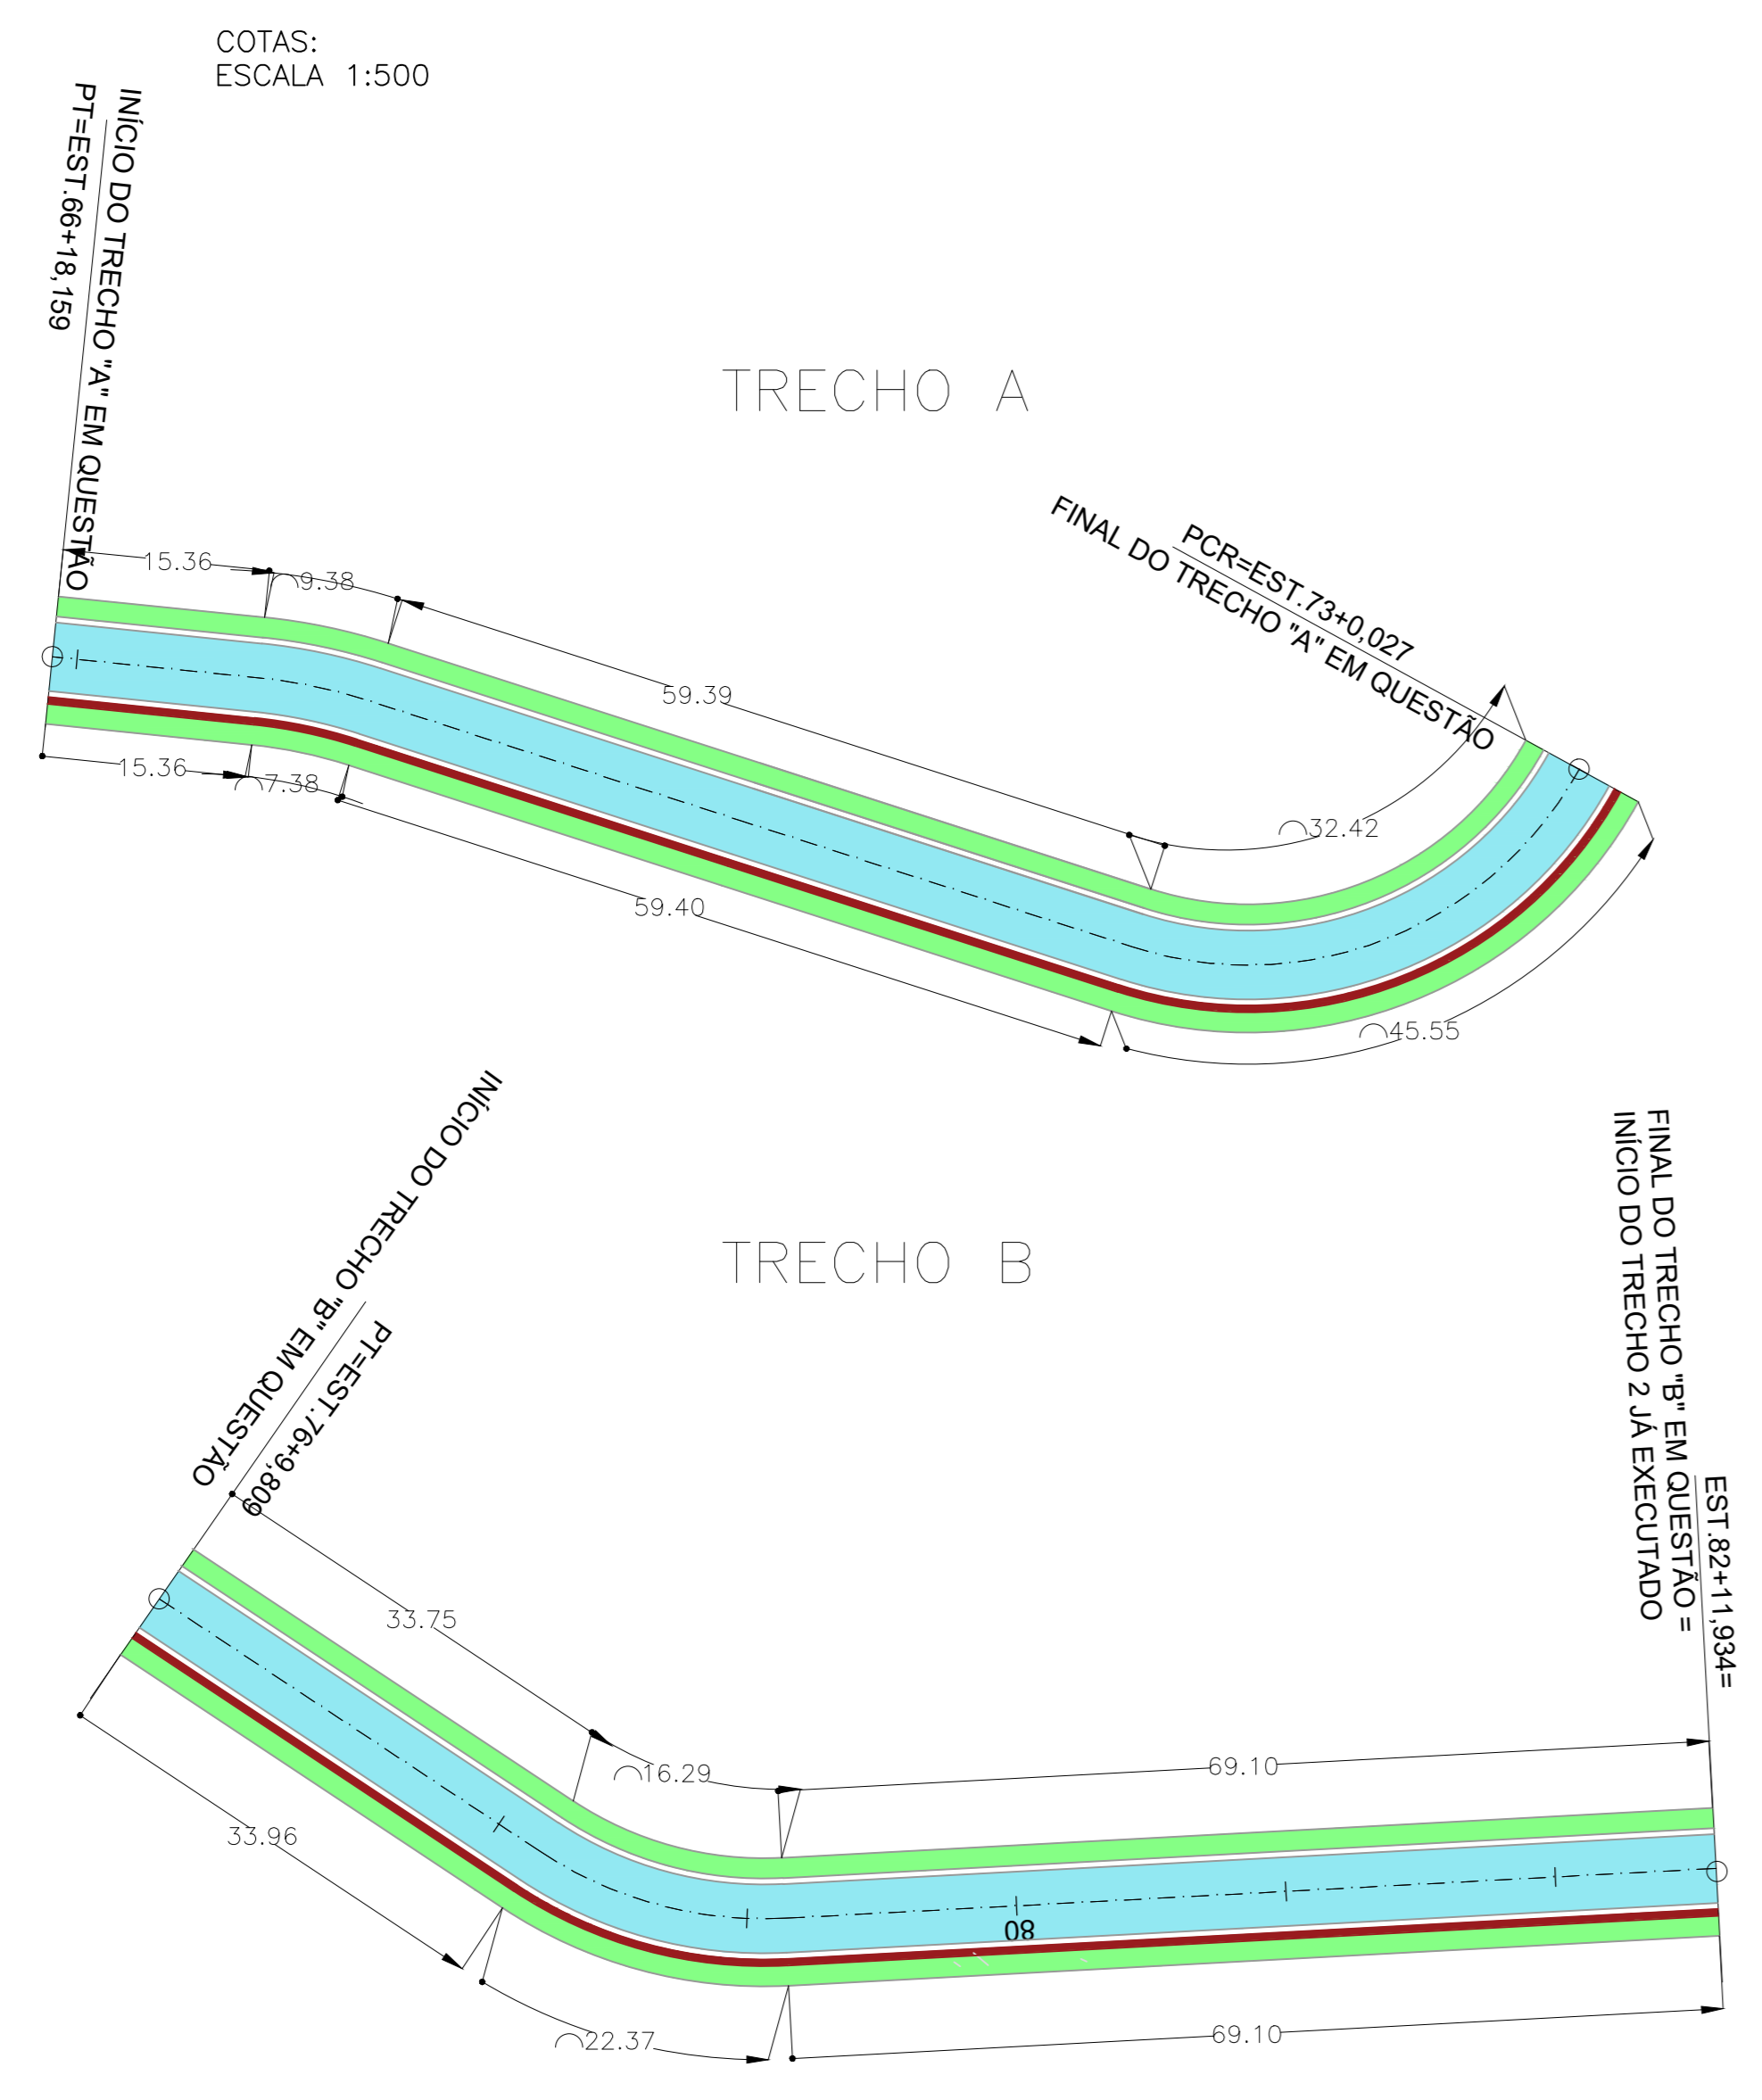 COTAS:
ESCALA 1:500
INÍCIO DO TRECHO "A" EM QUESTÃO
PT=EST.66+18,159
TRECHO A
PCR=EST.73+0,027
FINAL DO TRECHO "A" EM QUESTÃO
15.36
9.38
59.39
32.42
15.36
7.38
59.40
45.55
INÍCIO DO TRECHO "B" EM QUESTÃO
PT=EST.76+9,809
TRECHO B
EST.82+11,934=
FINAL DO TRECHO "B" EM QUESTÃO =
INÍCIO DO TRECHO 2 JÁ EXECUTADO
33.75
16.29
69.10
33.96
80
22.37
69.10